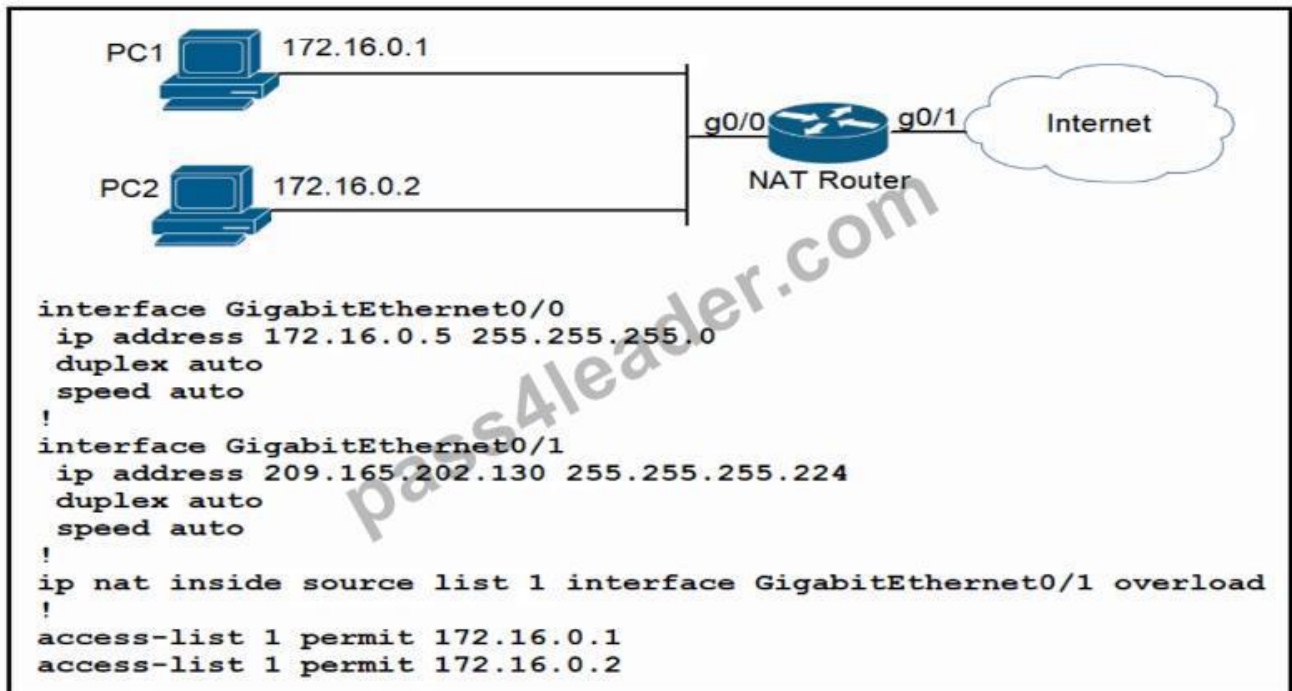 PC1
172.16.0.1
g0/0
g0/1
Internet
PC2
172.16.0.2
NAT Router
pass4leader.com
interface GigabitEthernet0/0
ip address 172.16.0.5 255.255.255.0
duplex auto
speed auto
!
interface GigabitEthernet0/1
ip address 209.165.202.130 255.255.255.224
duplex auto
speed auto
!
ip nat inside source list 1 interface GigabitEthernet0/1 overload
!
access-list 1 permit 172.16.0.1
access-list 1 permit 172.16.0.2